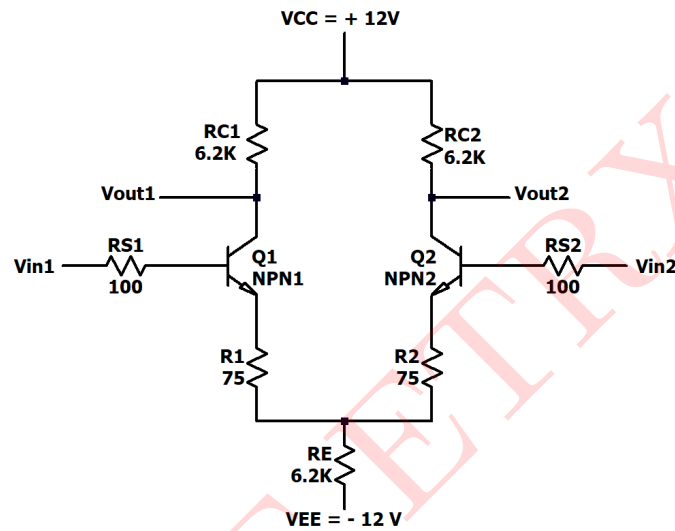 VCC = + 12V
RC1
6.2K
RC2
6.2K
Vout1
Vout2
RS1
100
Vin1
Q1
NPN1
Q2
NPN2
RS2
100
Vin2
R1
75
R2
75
RE
6.2K
VEE = - 12 V
ETRX